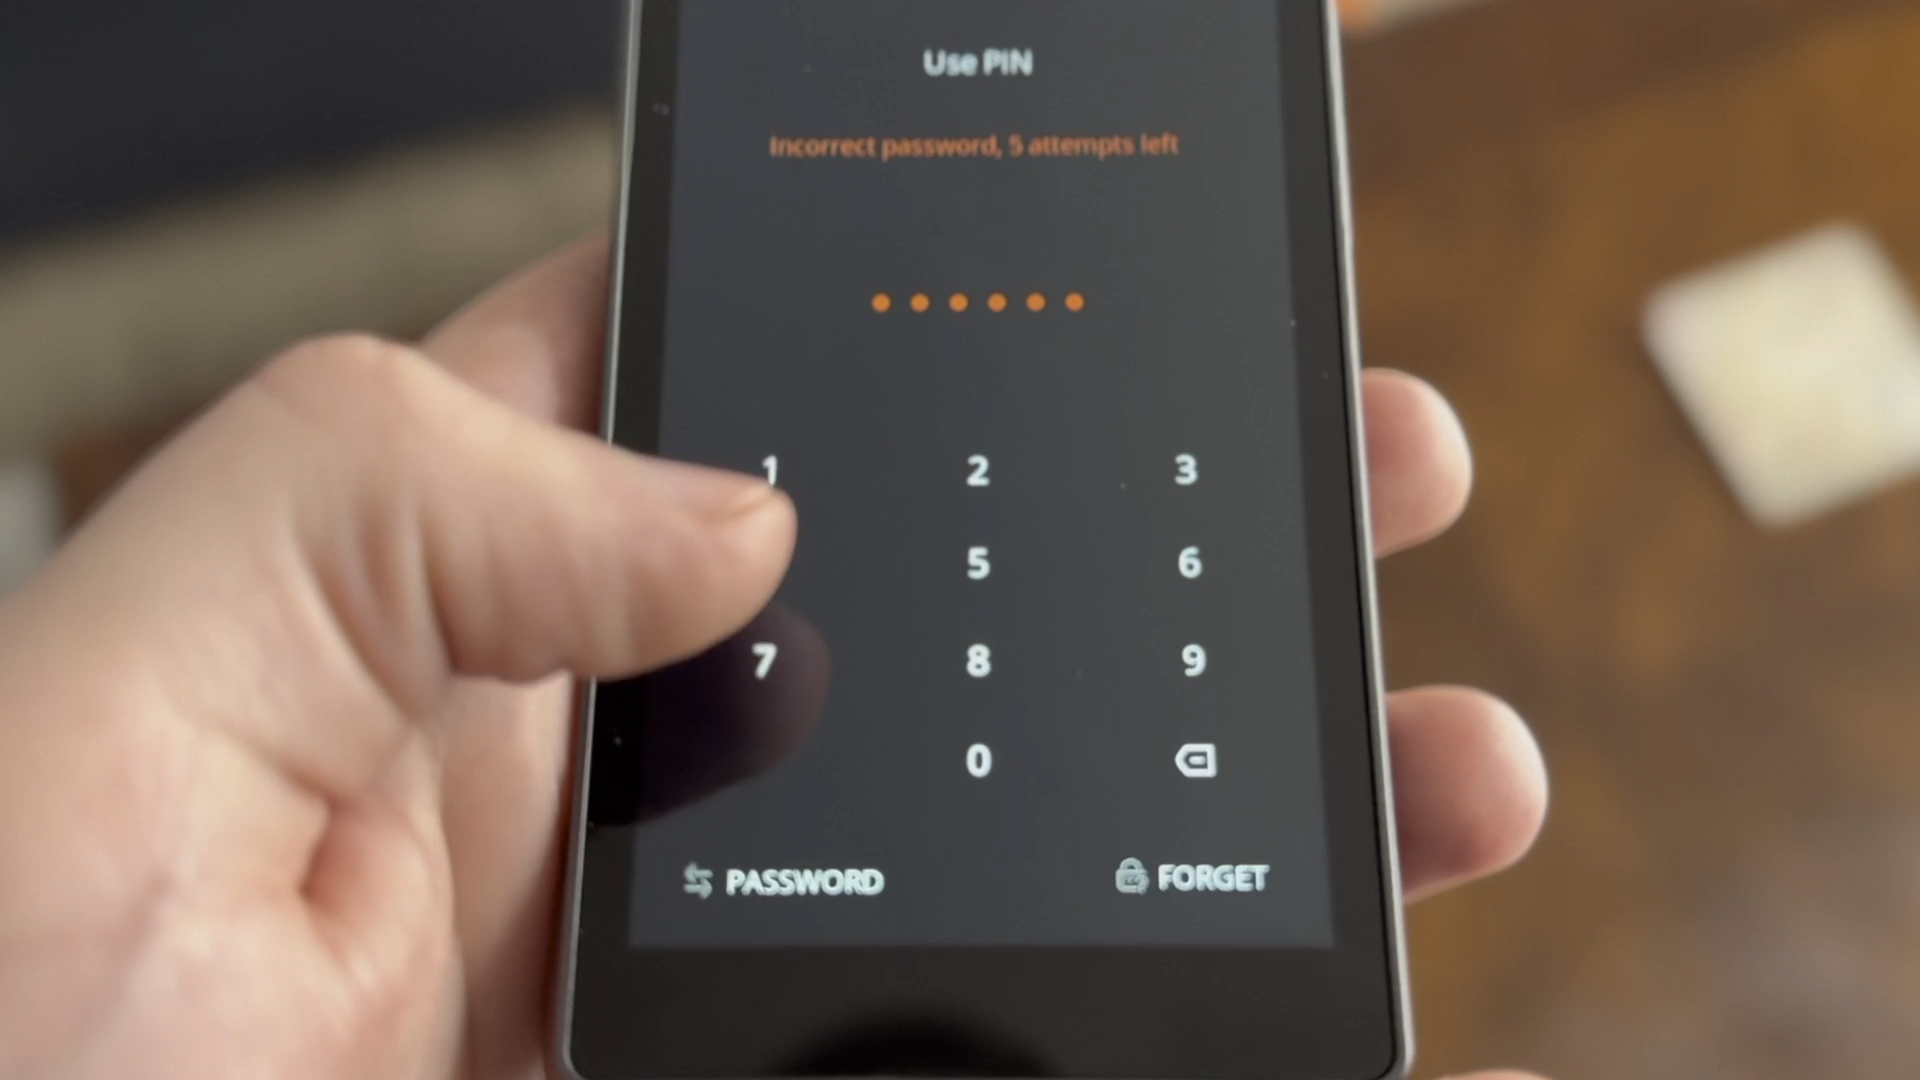 Use PIN
Incorrect password, 5 attempts left
1 2 3
5 6
7 8 9
0
PASSWORD
FORGET